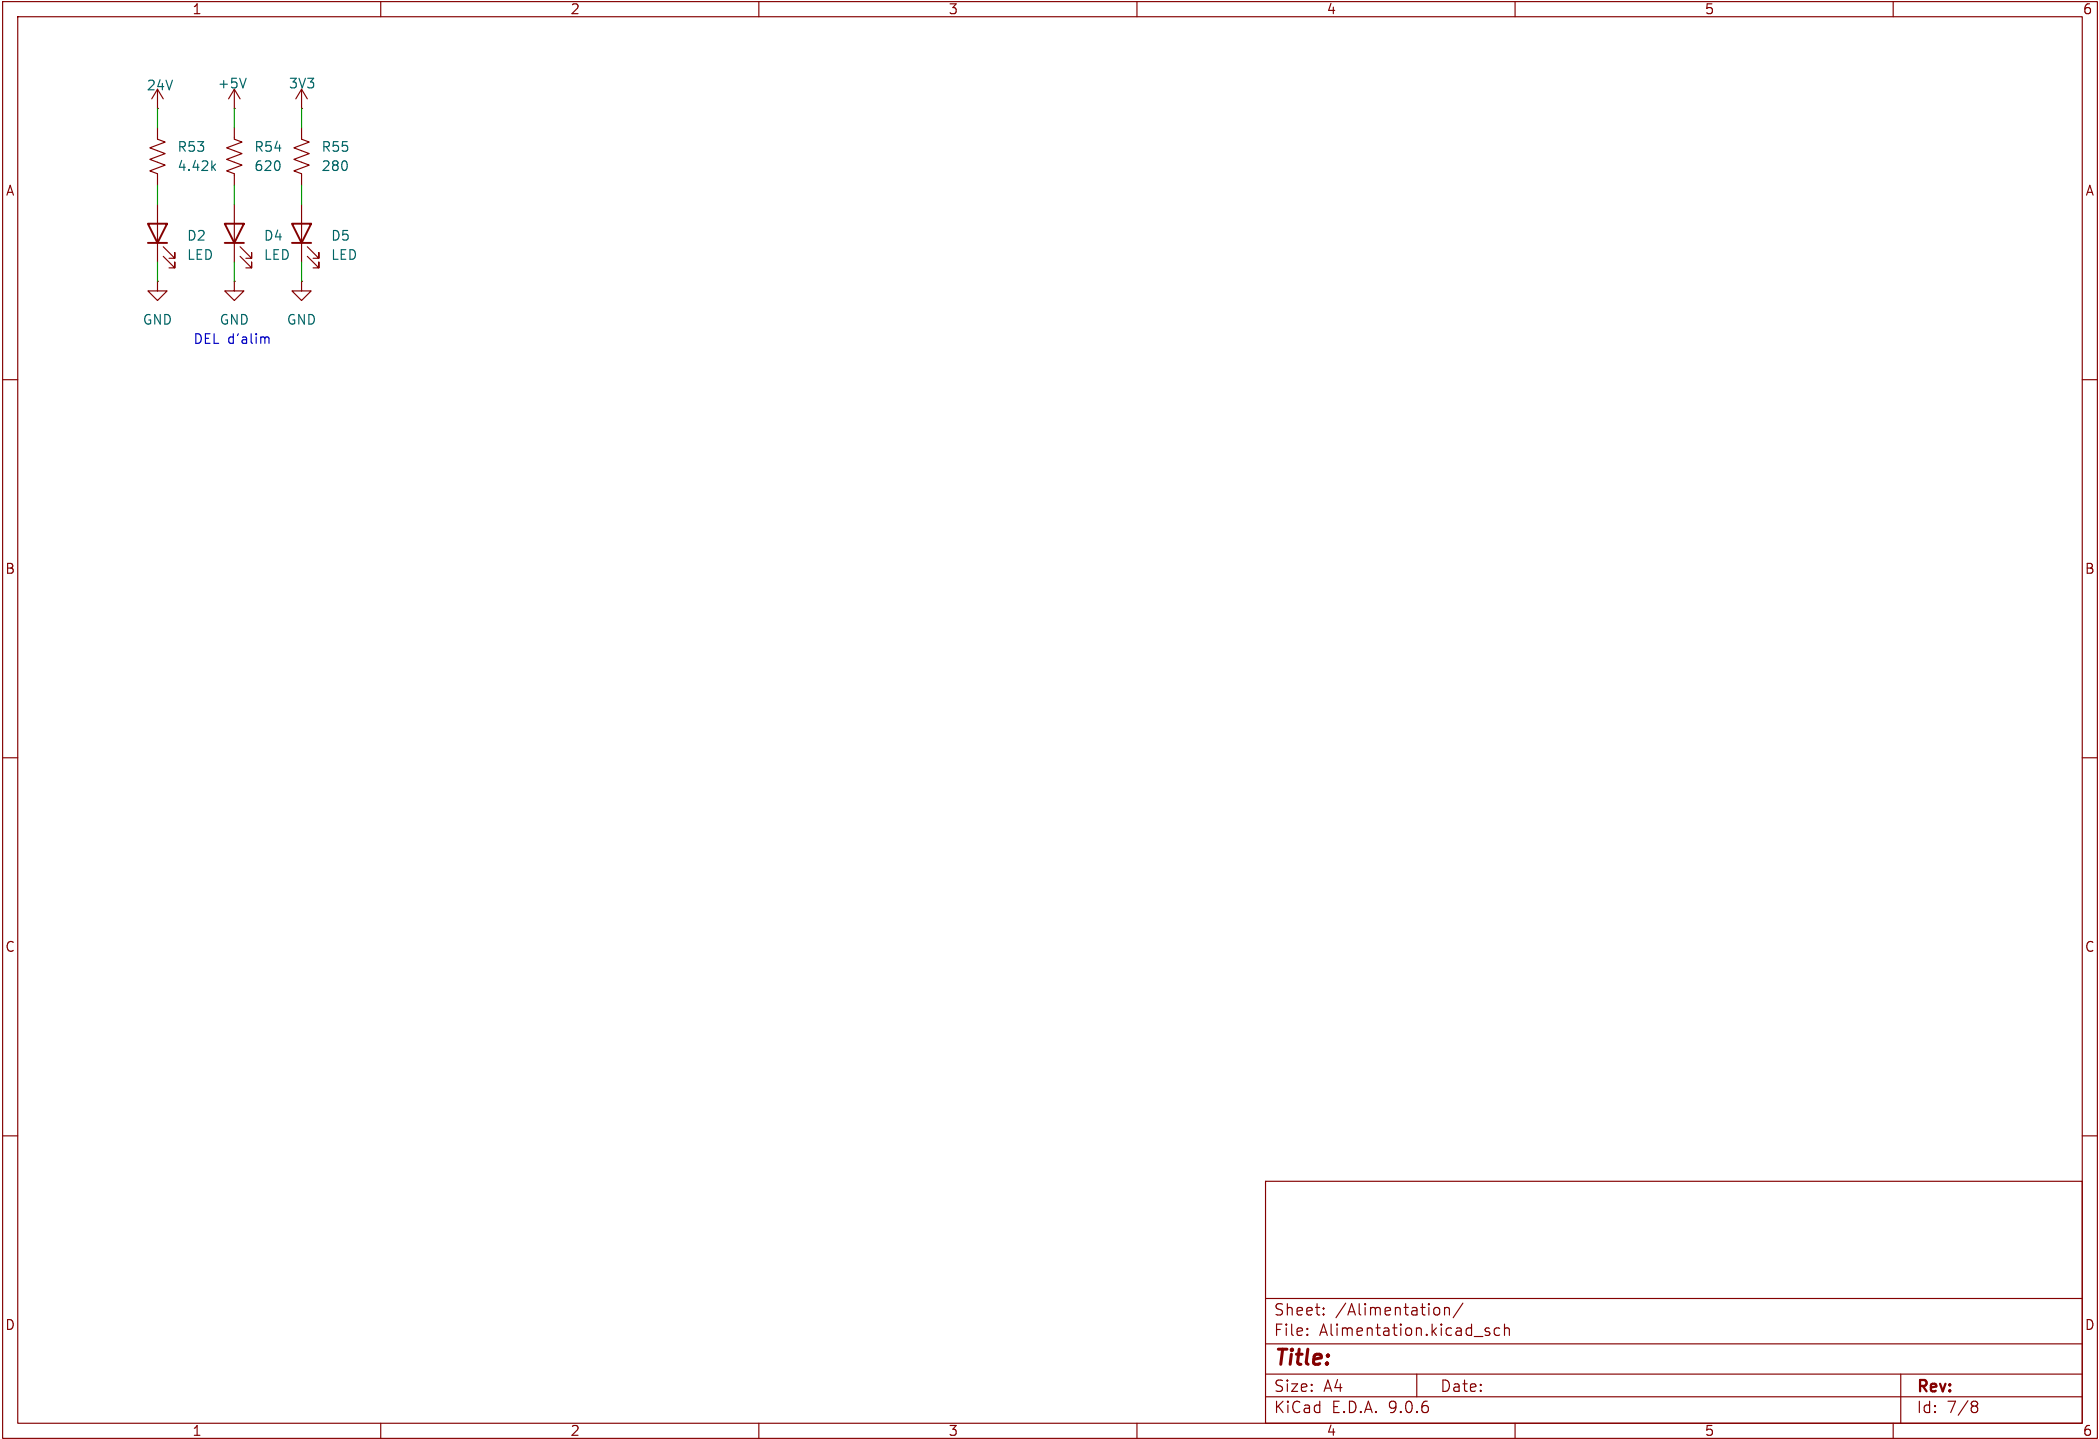 1 2 3 4 5 6
24V +5V 3V3
R53 R54 R55
4.42k 620 280
A A
D2 D4 D5
LED LED LED
GND GND GND
DEL d'alim
B B
C C
Sheet: /Alimentation/
D D
File: Alimentation.kicad_sch
Title:
Size: A4 Date: Rev:
KiCad E.D.A. 9.0.6 Id: 7/8
1 2 3 4 5 6